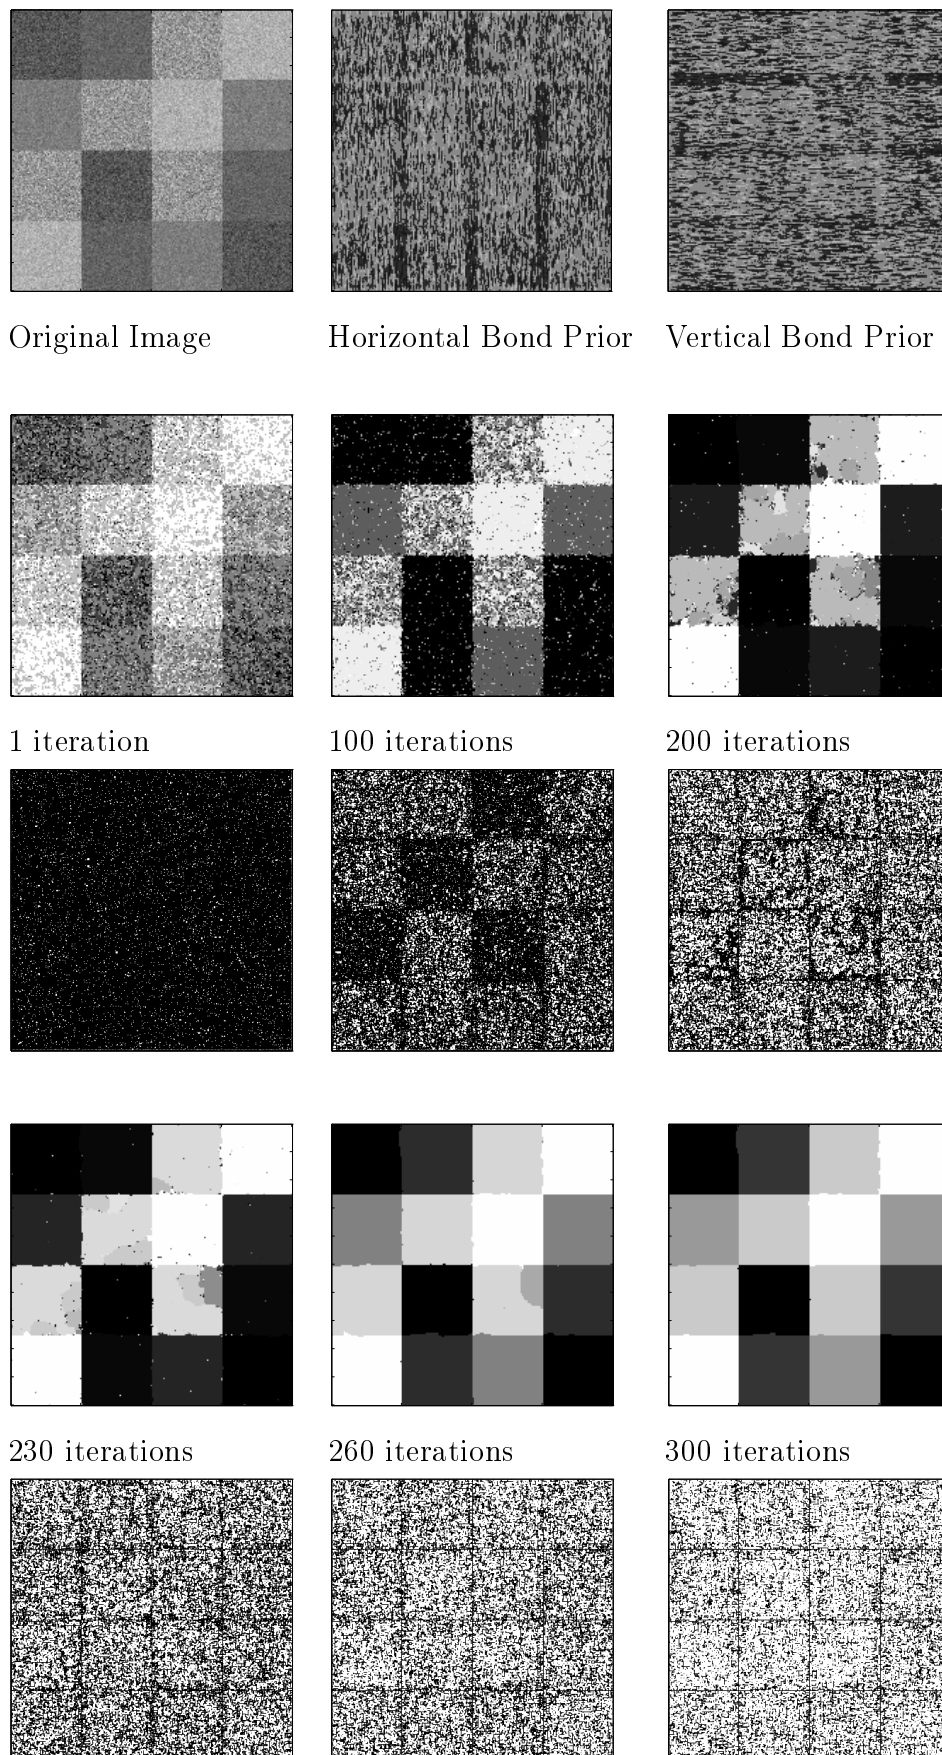 Original Image
Horizontal Bond Prior
Vertical Bond Prior
1 iteration
100 iterations
200 iterations
230 iterations
260 iterations
300 iterations